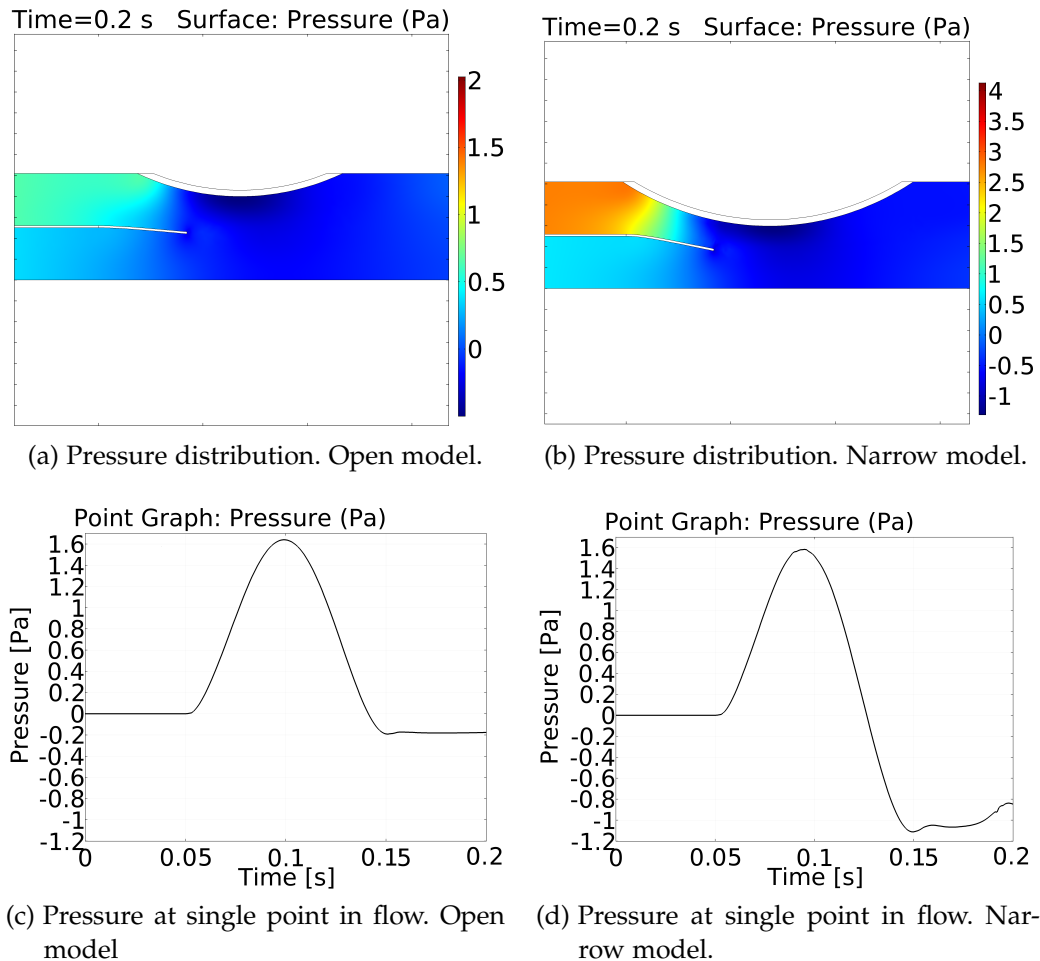 Time=0.2 s   Surface: Pressure (Pa)
2
1.5
1
0.5
0
(a) Pressure distribution. Open model.
Time=0.2 s   Surface: Pressure (Pa)
4
3.5
3
2.5
2
1.5
1
0.5
0
-0.5
-1
(b) Pressure distribution. Narrow model.
Point Graph: Pressure (Pa)
Pressure [Pa]
1.6
1.4
1.2
1
0.8
0.6
0.4
0.2
0
-0.2
-0.4
-0.6
-0.8
-1
-1.2
0 0.05 0.1 0.15 0.2
Time [s]
(c) Pressure at single point in flow. Open
model
Point Graph: Pressure (Pa)
Pressure [Pa]
1.6
1.4
1.2
1
0.8
0.6
0.4
0.2
0
-0.2
-0.4
-0.6
-0.8
-1
-1.2
0 0.05 0.1 0.15 0.2
Time [s]
(d) Pressure at single point in flow. Nar-
row model.